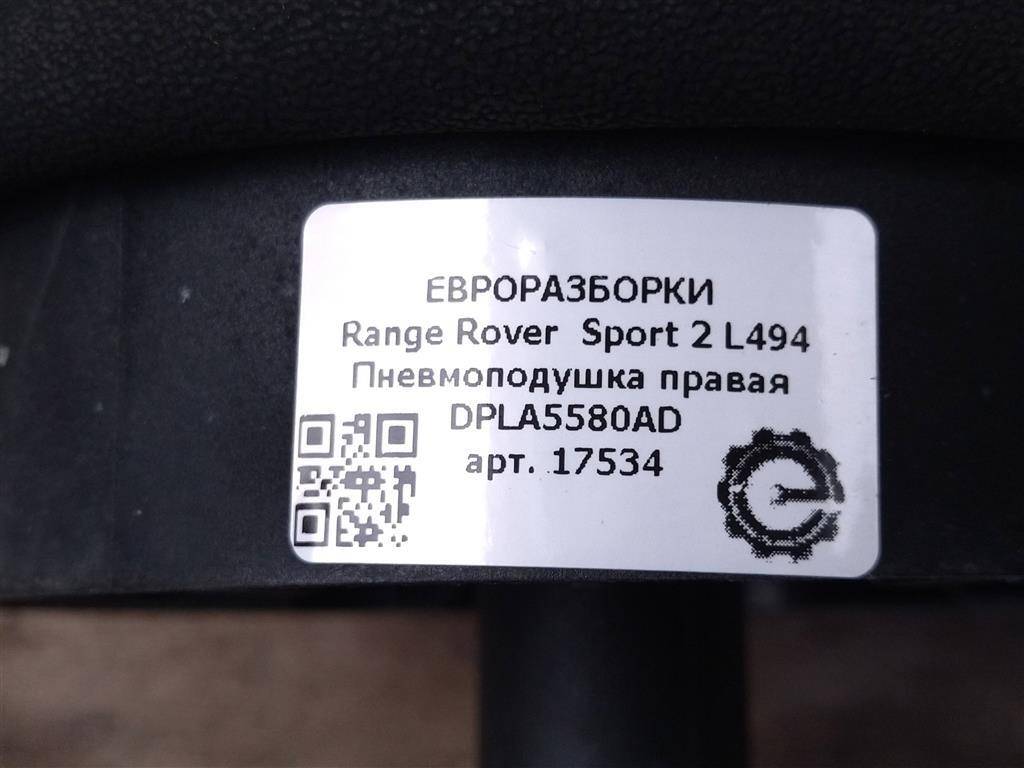 ЕВРОРАЗБОРКИ
Range Rover Sport 2 L494
Пневмоподушка правая
DPLA5580AD
арт. 17534